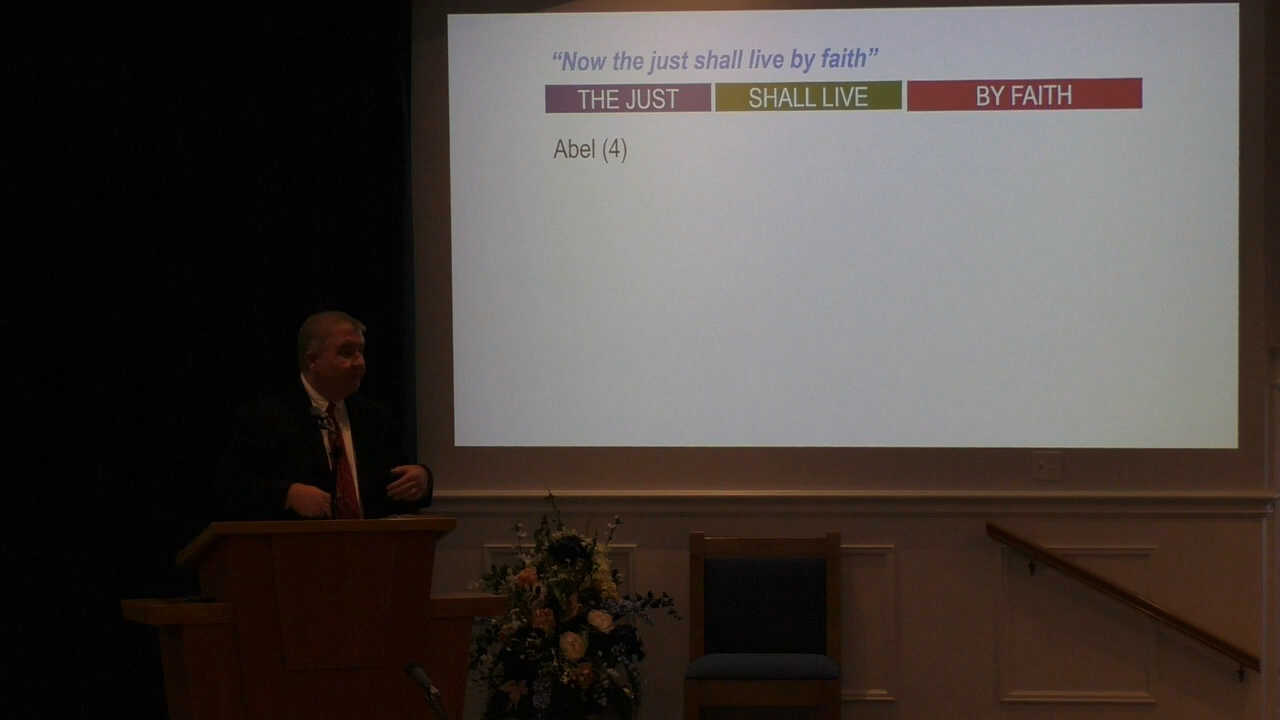 “Now the just shall live by faith”
THE JUST SHALL LIVE BY FAITH
Abel (4)